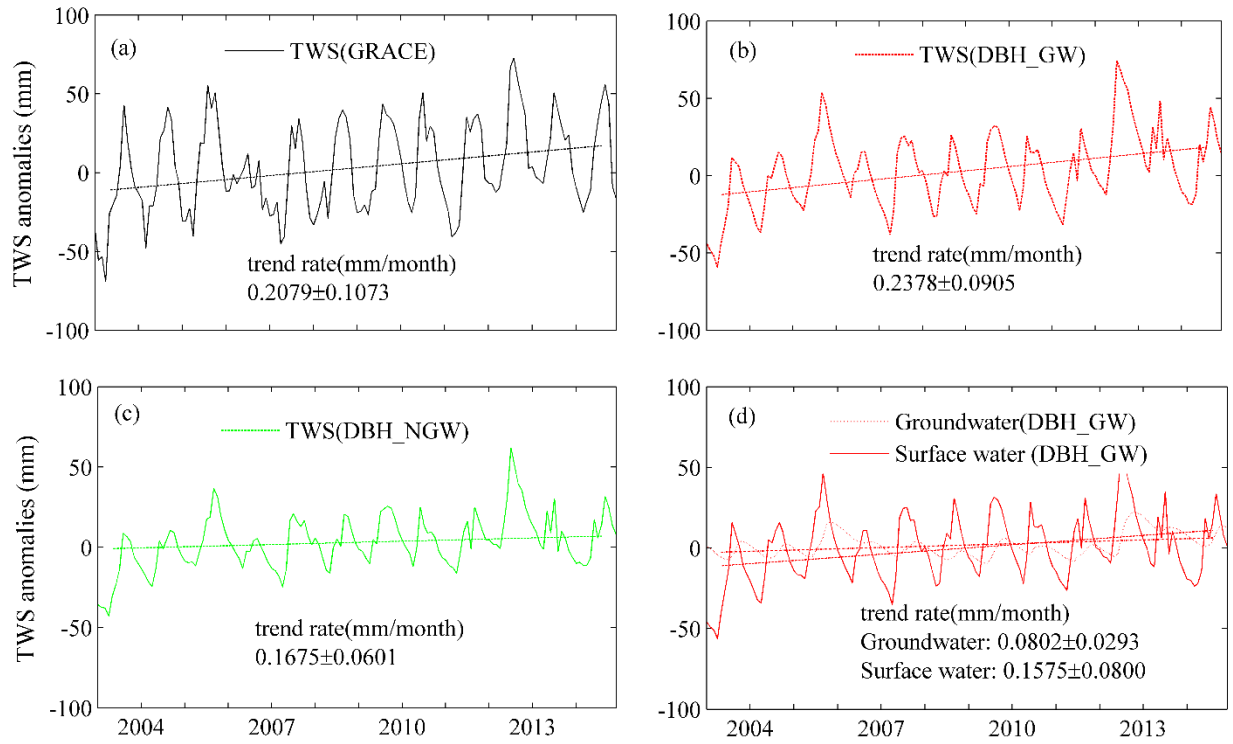 (a)
TWS(GRACE)
TWS anomalies (mm)
100
50
0
-50
-100
trend rate(mm/month)
0.2079±0.1073
(b)
TWS(DBH_GW)
100
50
0
-50
-100
trend rate(mm/month)
0.2378±0.0905
(c)
TWS(DBH_NGW)
TWS anomalies (mm)
100
50
0
-50
-100
trend rate(mm/month)
0.1675±0.0601
2004 2007 2010 2013
(d)
Groundwater(DBH_GW)
Surface water (DBH_GW)
100
50
0
-50
-100
trend rate(mm/month)
Groundwater: 0.0802±0.0293
Surface water: 0.1575±0.0800
2004 2007 2010 2013